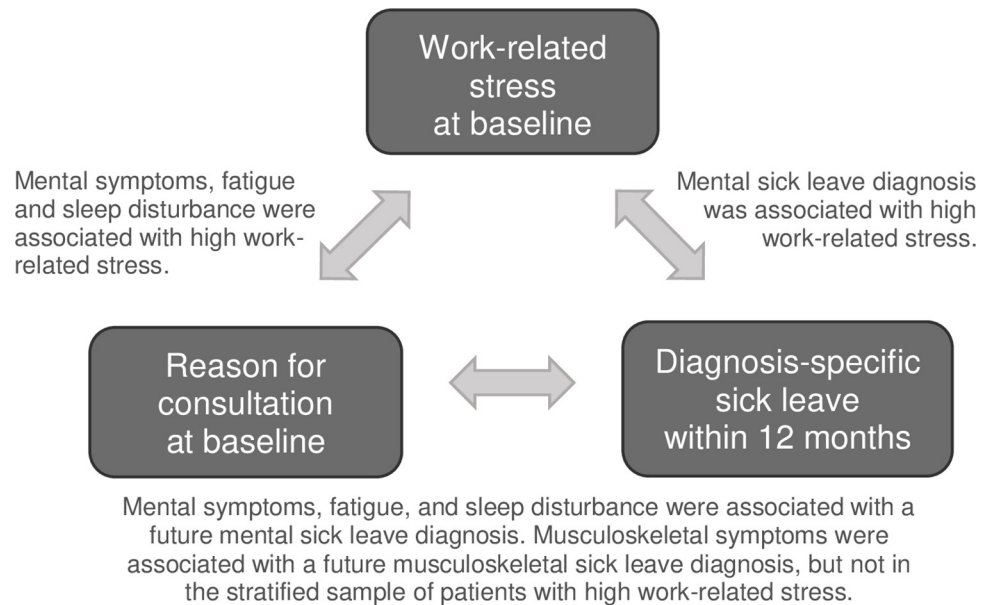 Work-related
stress
at baseline
Mental symptoms, fatigue
and sleep disturbance were
associated with high work-
related stress.
Mental sick leave diagnosis
was associated with high
work-related stress.
Reason for
consultation
at baseline
Diagnosis-specific
sick leave
within 12 months
Mental symptoms, fatigue, and sleep disturbance were associated with a
future mental sick leave diagnosis. Musculoskeletal symptoms were
associated with a future musculoskeletal sick leave diagnosis, but not in
the stratified sample of patients with high work-related stress.